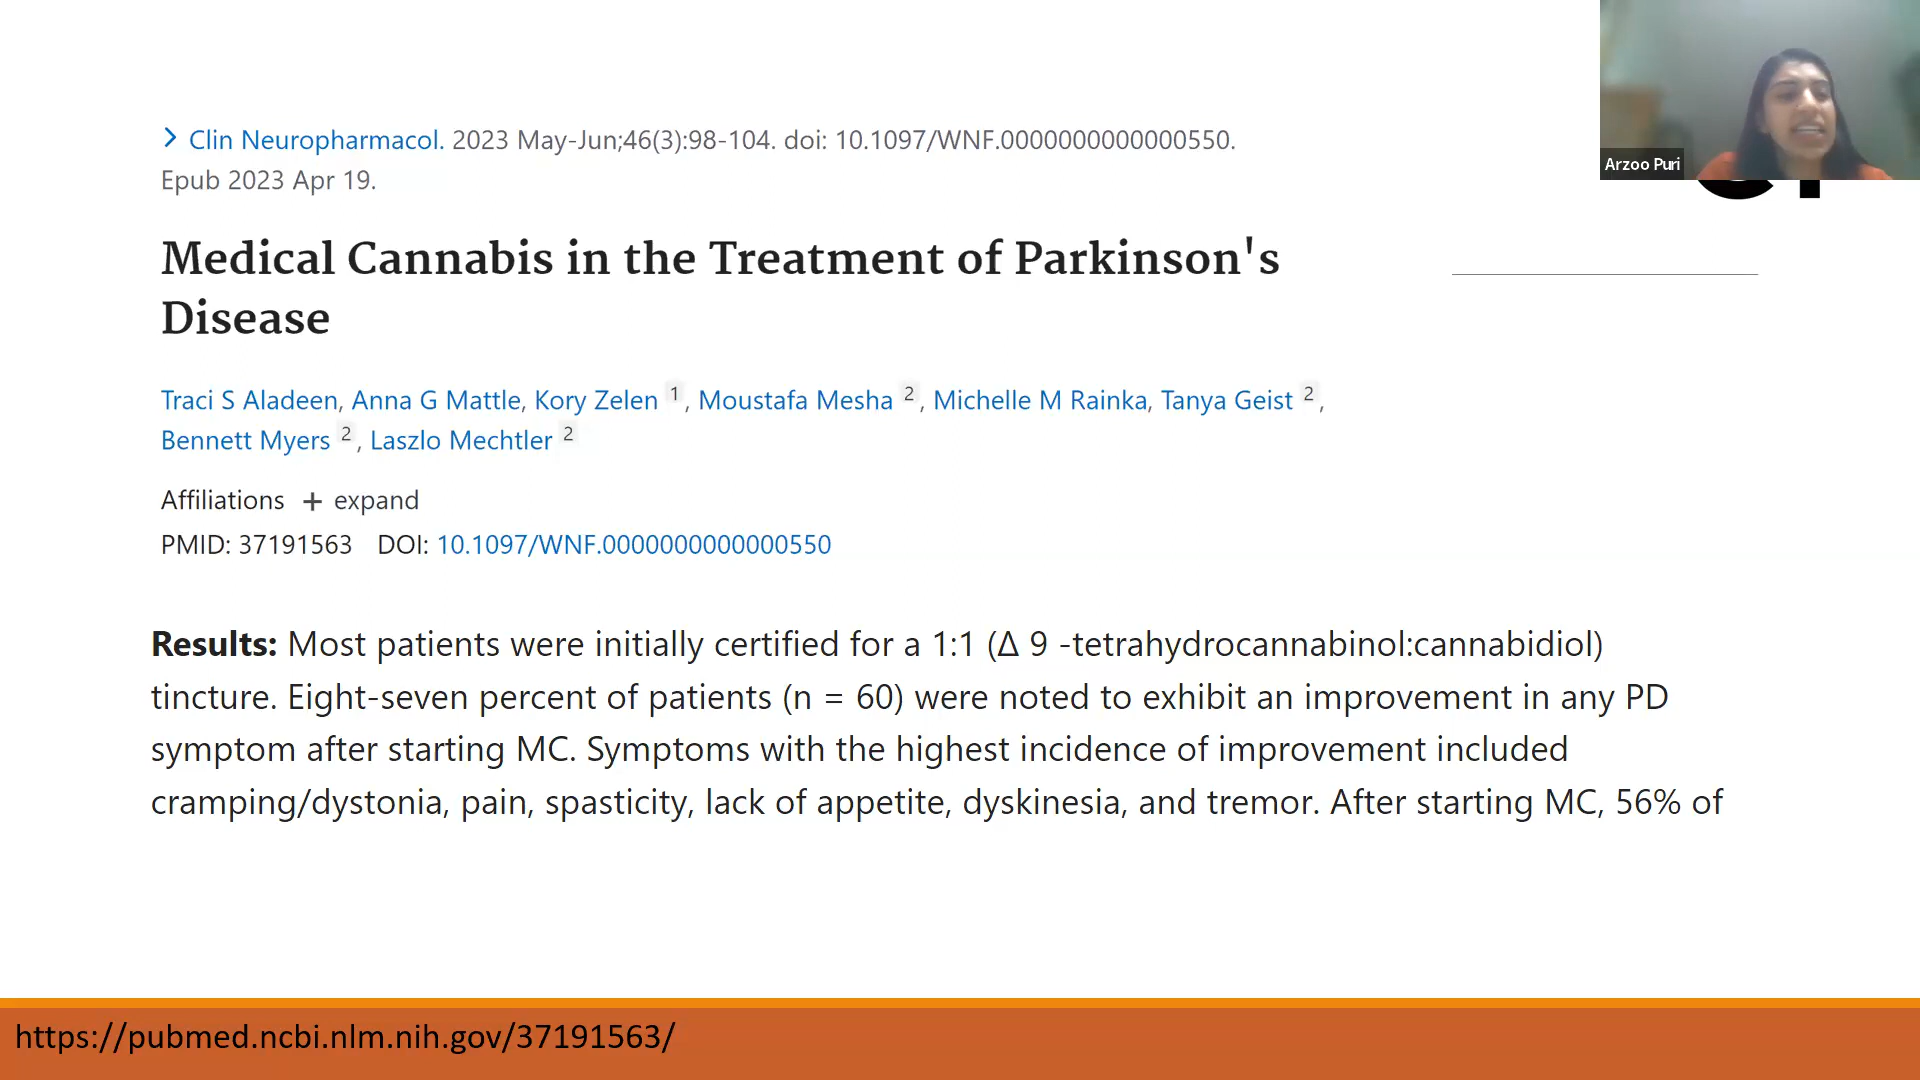 > Clin Neuropharmacol. 2023 May-Jun;46(3):98-104. doi: 10.1097/WNF.0000000000000550.
Epub 2023 Apr 19.
Arzoo Puri
Medical Cannabis in the Treatment of Parkinson's
Disease
Traci S Aladeen, Anna G Mattle, Kory Zelen 1, Moustafa Mesha 2, Michelle M Rainka, Tanya Geist 2,
Bennett Myers 2, Laszlo Mechtler 2
Affiliations + expand
PMID: 37191563 DOI: 10.1097/WNF.0000000000000550
Results: Most patients were initially certified for a 1:1 (Δ 9 -tetrahydrocannabinol:cannabidiol)
tincture. Eight-seven percent of patients (n = 60) were noted to exhibit an improvement in any PD
symptom after starting MC. Symptoms with the highest incidence of improvement included
cramping/dystonia, pain, spasticity, lack of appetite, dyskinesia, and tremor. After starting MC, 56% of
https://pubmed.ncbi.nlm.nih.gov/37191563/